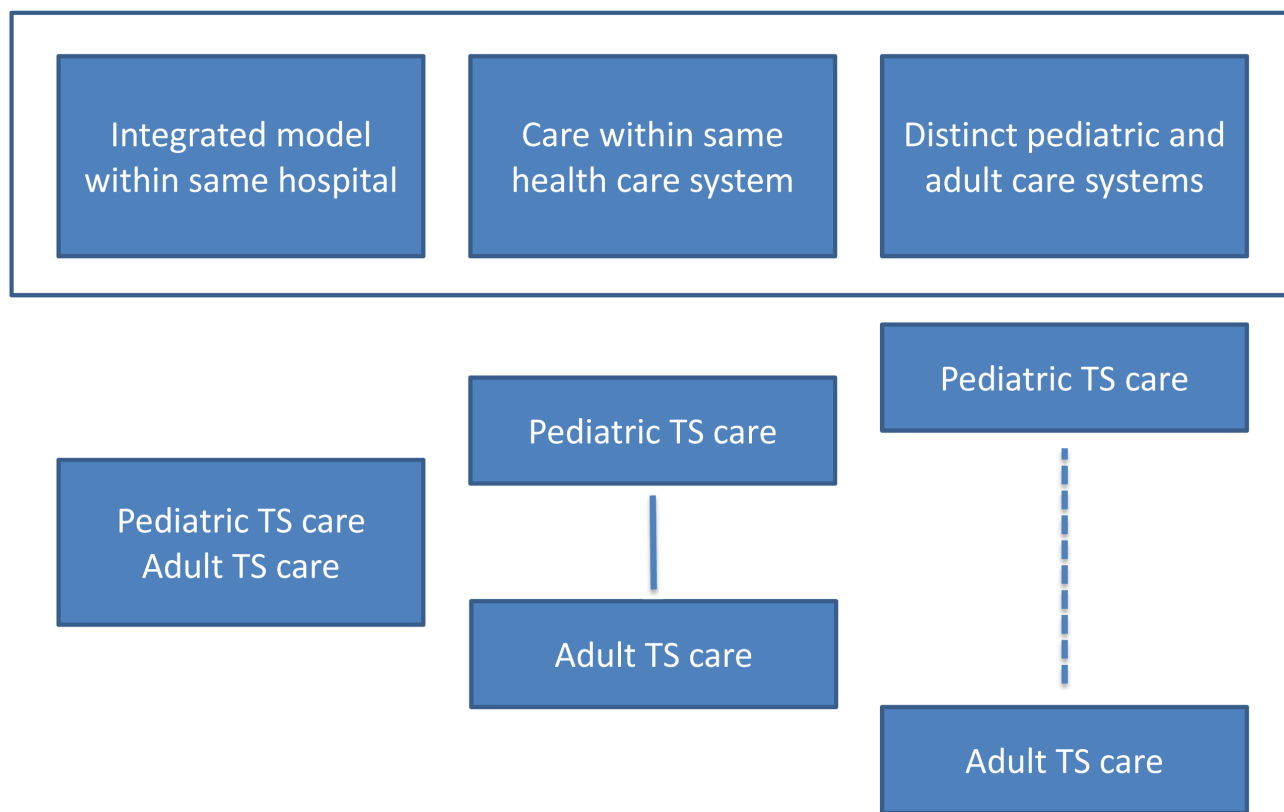 Integrated model
within same hospital
Care within same
health care system
Distinct pediatric and
adult care systems
Pediatric TS care
Adult TS care
Pediatric TS care
Adult TS care
Pediatric TS care
Adult TS care